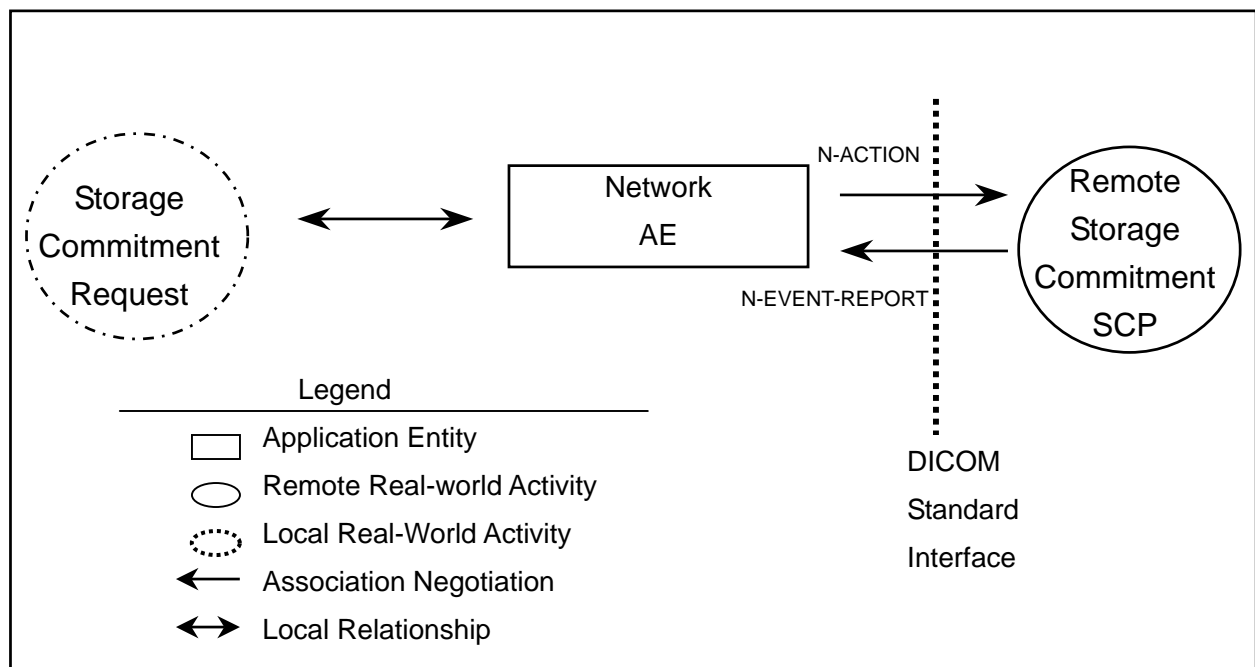 Storage
Commitment
Request
Network
AE
N-ACTION
N-EVENT-REPORT
Remote
Storage
Commitment
SCP
DICOM
Standard
Interface
Legend
Application Entity
Remote Real-world Activity
Local Real-World Activity
Association Negotiation
Local Relationship